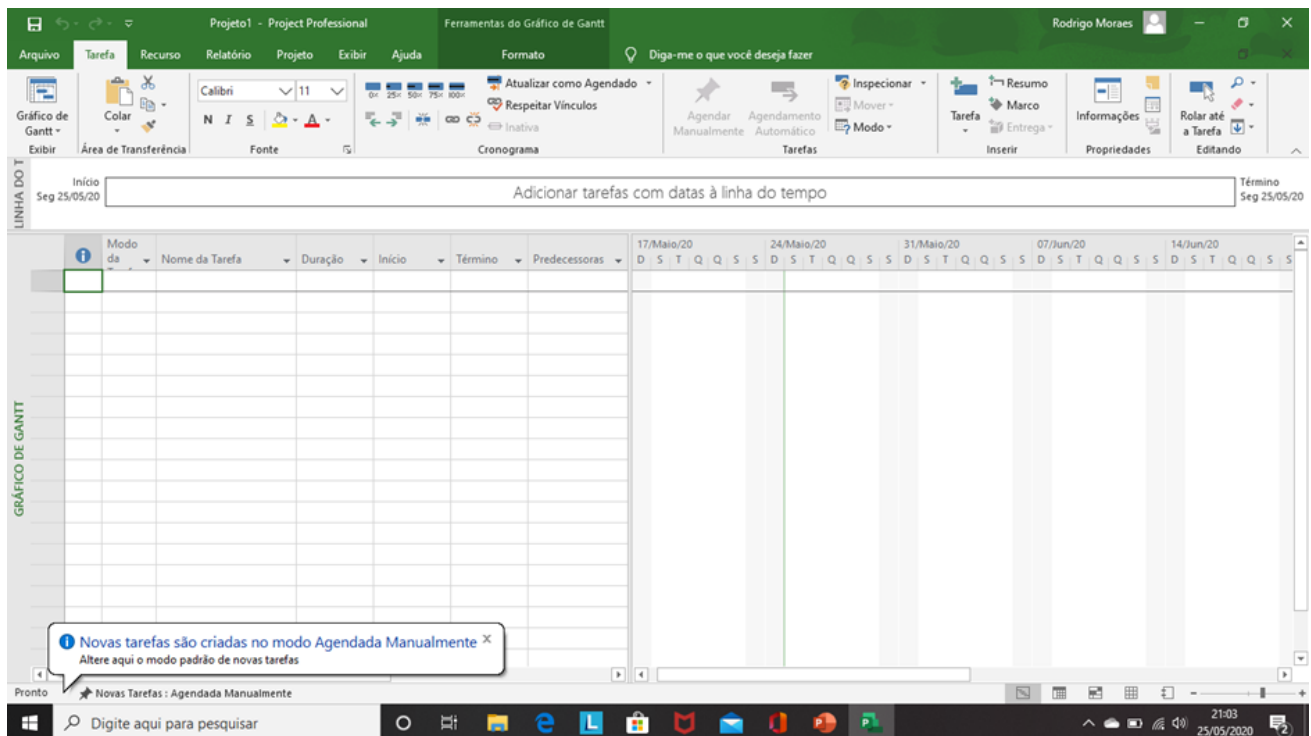 Projeto1 - Project Professional
Ferramentas do Gráfico de Gantt
Rodrigo Moraes
Arquivo Tarefa Recurso Relatório Projeto Exibir Ajuda Formato Diga-me o que você deseja fazer
Gráfico de Gantt
Exibir
Colar
Área de Transferência
Calibri 11
N I S A
Fonte
0× 25× 50× 75× 100×
Atualizar como Agendado
Respeitar Vínculos
Inativa
Cronograma
Agendar Manualmente
Agendamento Automático
Inspecionar
Mover
Modo
Tarefas
Tarefa
Resumo
Marco
Entrega
Inserir
Informações
Propriedades
Rolar até a Tarefa
Editando
LINHA DO T
Início
Seg 25/05/20
Adicionar tarefas com datas à linha do tempo
Término
Seg 25/05/20
Modo da
Nome da Tarefa Duração Início Término Predecessoras
17/Maio/20 24/Maio/20 31/Maio/20 07/Jun/20 14/Jun/20
D S T Q Q S S D S T Q Q S S D S T Q Q S S D S T Q Q S S D S T Q Q S S
GRÁFICO DE GANTT
Novas tarefas são criadas no modo Agendada Manualmente
Altere aqui o modo padrão de novas tarefas
Pronto Novas Tarefas : Agendada Manualmente
Digite aqui para pesquisar
21:03
25/05/2020